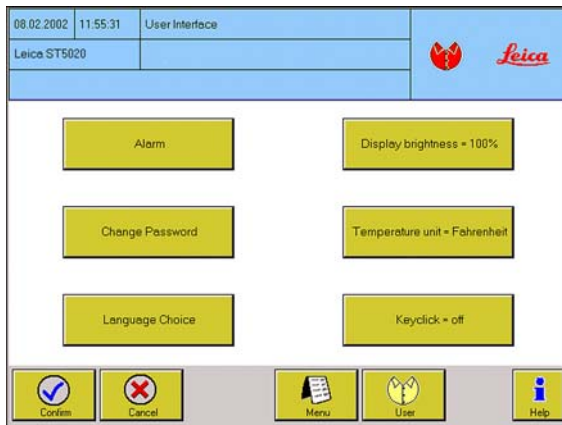 08.02.2002 11:55:31 User Interface
Leica ST5020
Leica
Alarm
Display brightness = 100%
Change Password
Temperature unit = Fahrenheit
Language Choice
Keyclick = off
Confirm
Cancel
Menu
User
Help